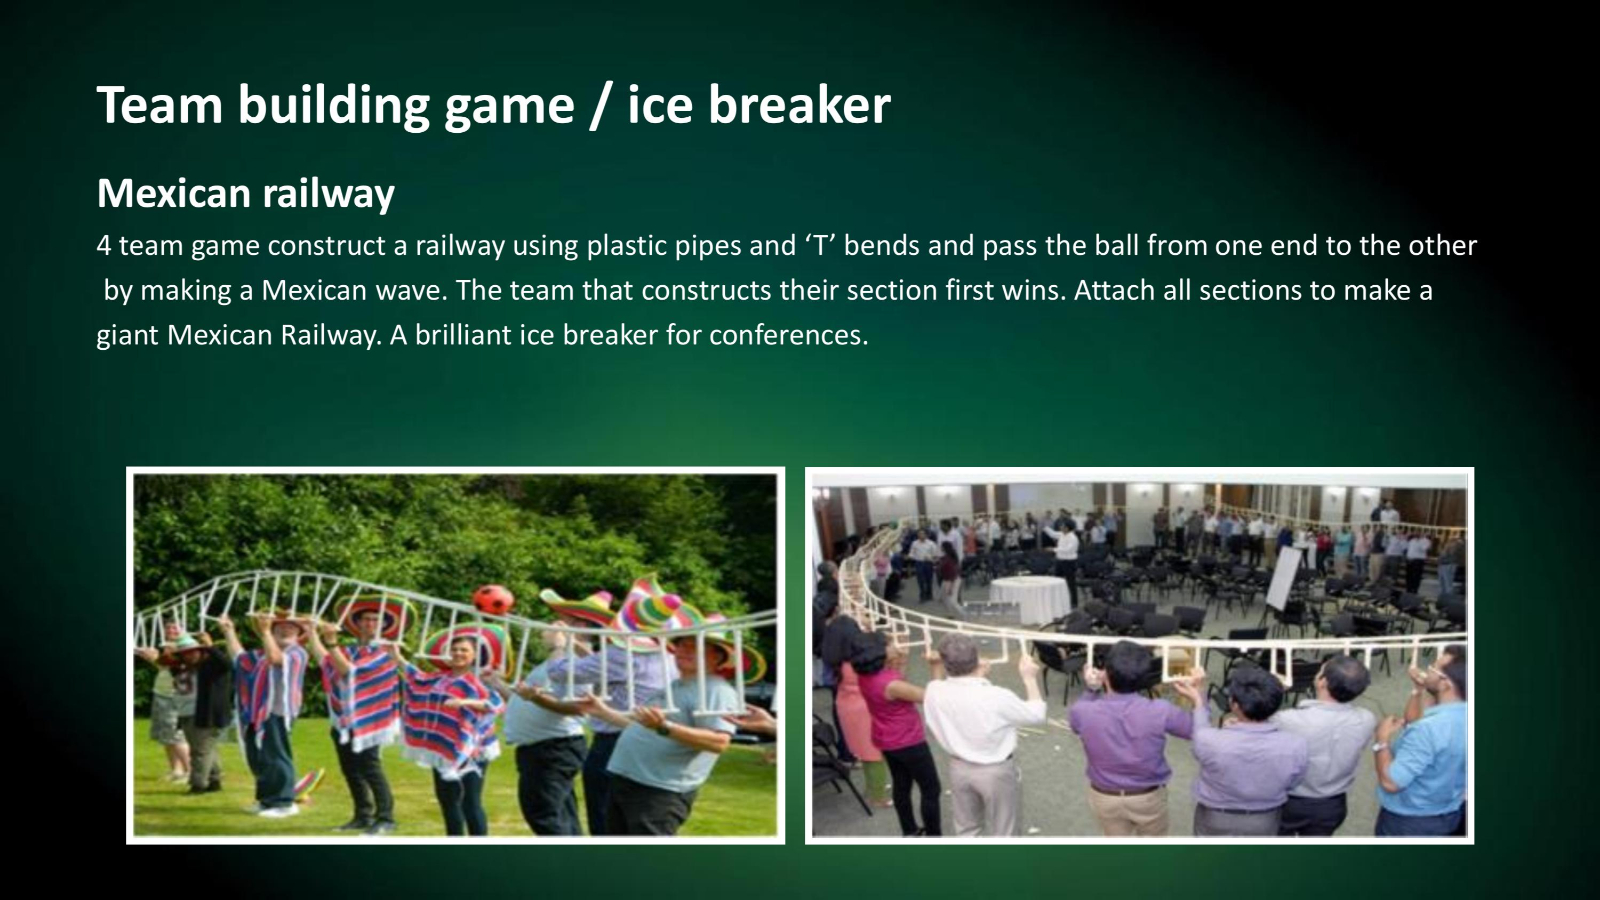 Team building game / ice breaker
Mexican railway
4 team game construct a railway using plastic pipes and ‘T’ bends and pass the ball from one end to the other
by making a Mexican wave. The team that constructs their section first wins. Attach all sections to make a
giant Mexican Railway. A brilliant ice breaker for conferences.